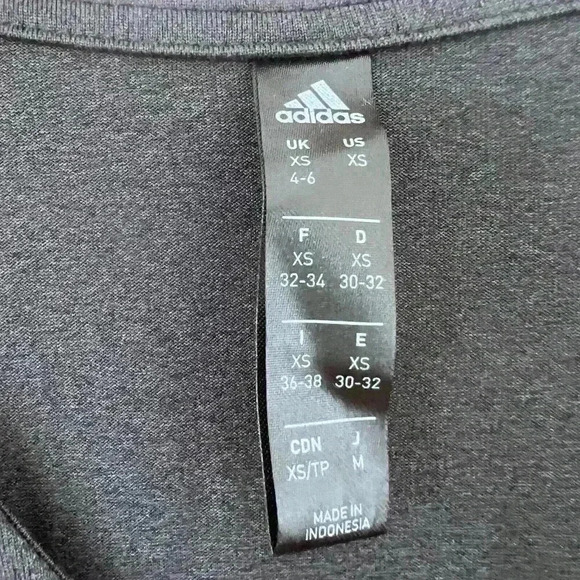 adidas
UK US
XS XS
4-6
F D
XS XS
32-34 30-32
I E
XS XS
36-38 30-32
CDN J
XS/TP M
MADE IN
INDONESIA